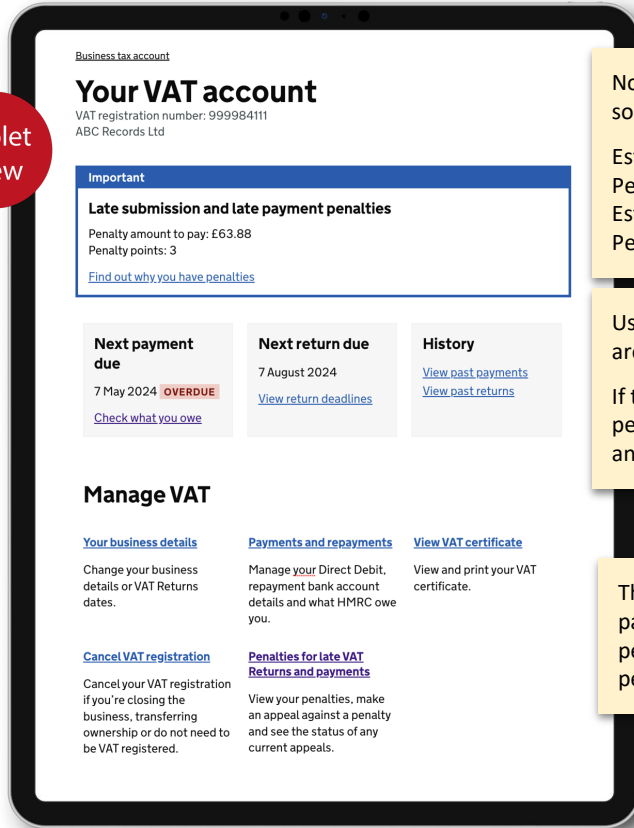 Business tax account
Your VAT account
VAT registration number: 999984111
ABC Records Ltd
Important
Late submission and late payment penalties
Penalty amount to pay: £63.88
Penalty points: 3
Find out why you have penalties
Next payment
due
7 May 2024 OVERDUE
Check what you owe
Next return due
7 August 2024
View return deadlines
History
View past payments
View past returns
Manage VAT
Your business details
Change your business
details or VAT Returns
dates.
Payments and repayments
Manage your Direct Debit,
repayment bank account
details and what HMRC owe
you.
View VAT certificate
View and print your VAT
certificate.
Cancel VAT registration
Cancel your VAT registration
if you're closing the
business, transferring
ownership or do not need to
be VAT registered.
Penalties for late VAT
Returns and payments
View your penalties, make
an appeal against a penalty
and see the status of any
current appeals.